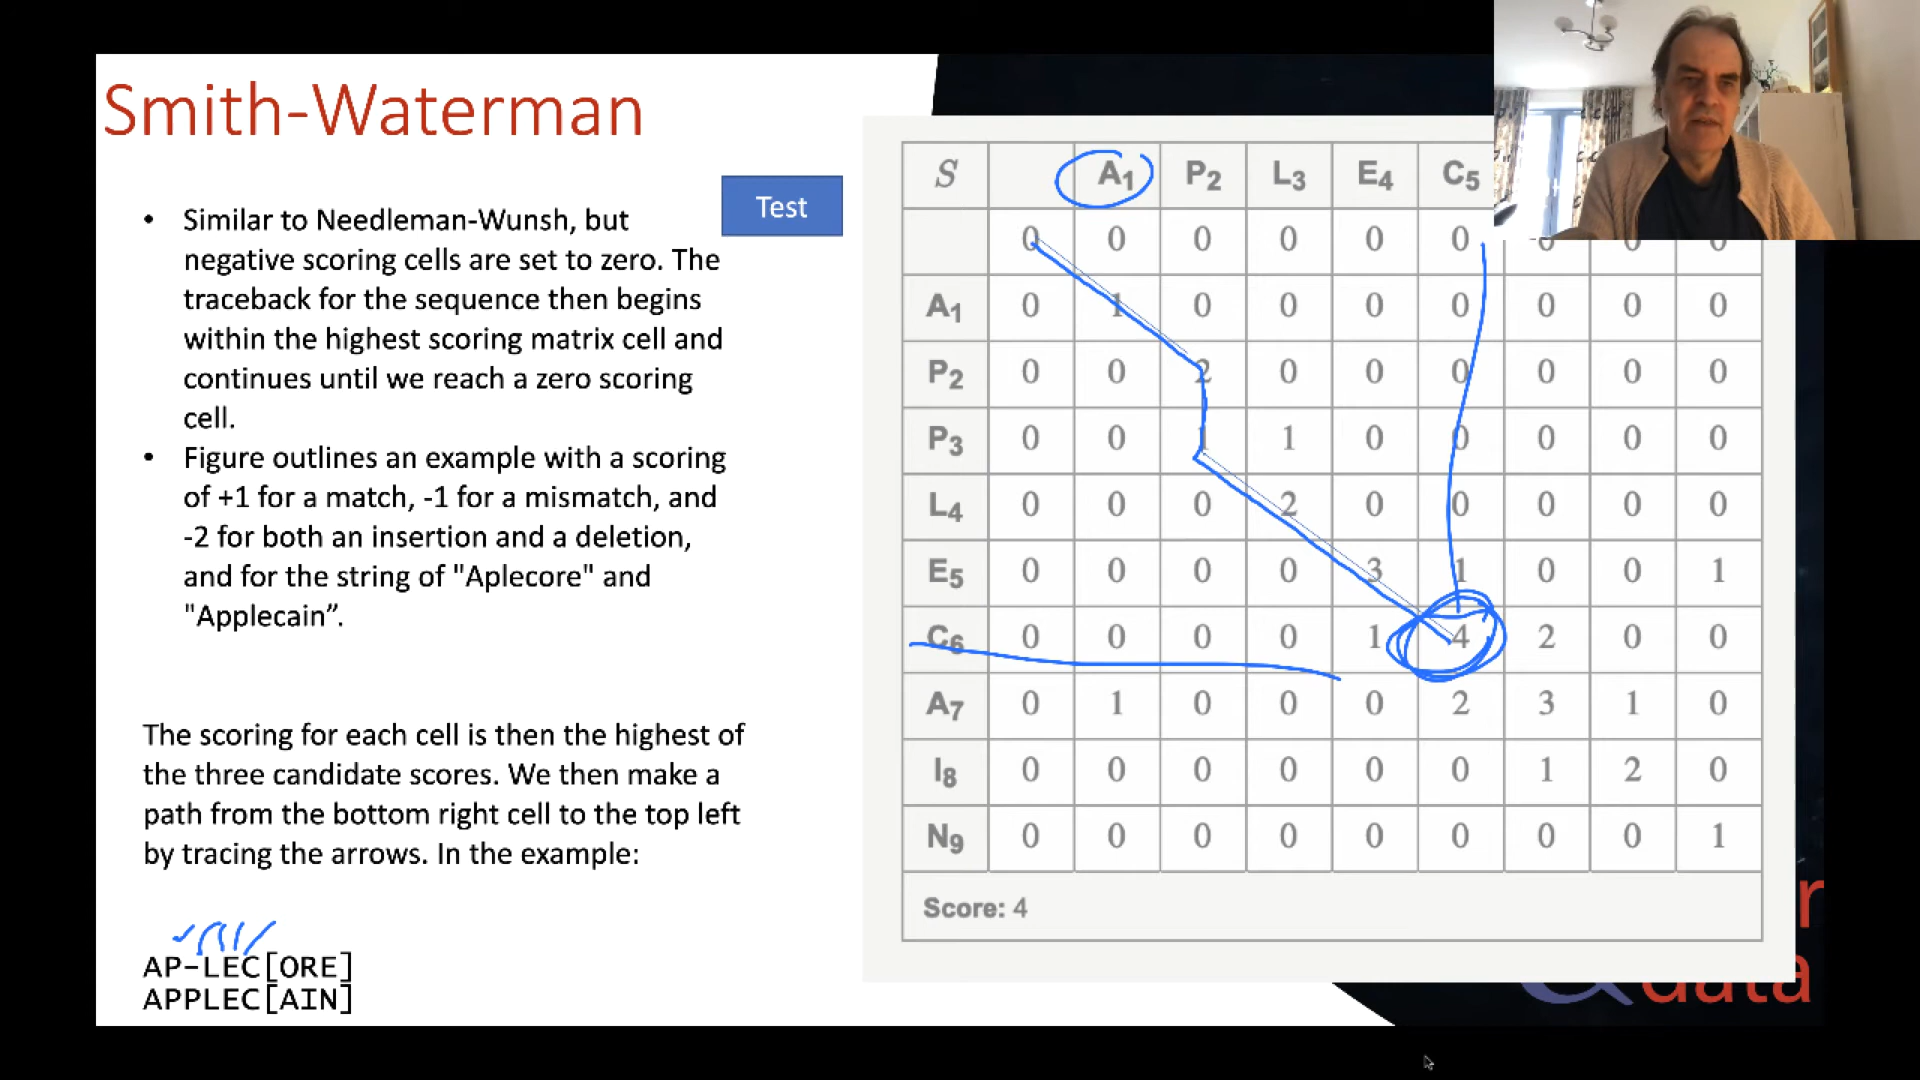 Smith-Waterman
Test
• Similar to Needleman-Wunsh, but
negative scoring cells are set to zero. The
traceback for the sequence then begins
within the highest scoring matrix cell and
continues until we reach a zero scoring
cell.
• Figure outlines an example with a scoring
of +1 for a match, -1 for a mismatch, and
-2 for both an insertion and a deletion,
and for the string of "Aplecore" and
"Applecain”.
The scoring for each cell is then the highest of
the three candidate scores. We then make a
path from the bottom right cell to the top left
by tracing the arrows. In the example:
AP-LEC[ORE]
APPLEC[AIN]
S A1 P2 L3 E4 C5
0 0 0 0 0 0 0 0 0
A1 0 1 0 0 0 0 0 0 0
P2 0 0 2 0 0 0 0 0 0
P3 0 0 1 1 0 0 0 0 0
L4 0 0 0 2 0 0 0 0 0
E5 0 0 0 0 3 1 0 0 1
C6 0 0 0 0 1 4 2 0 0
A7 0 1 0 0 0 2 3 1 0
I8 0 0 0 0 0 0 1 2 0
N9 0 0 0 0 0 0 0 0 1
Score: 4
r
& data